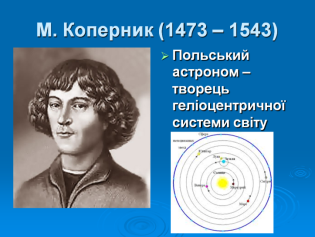 М. Коперник (1473 – 1543)
Польський
астроном –
творець
геліоцентричної
системи світу